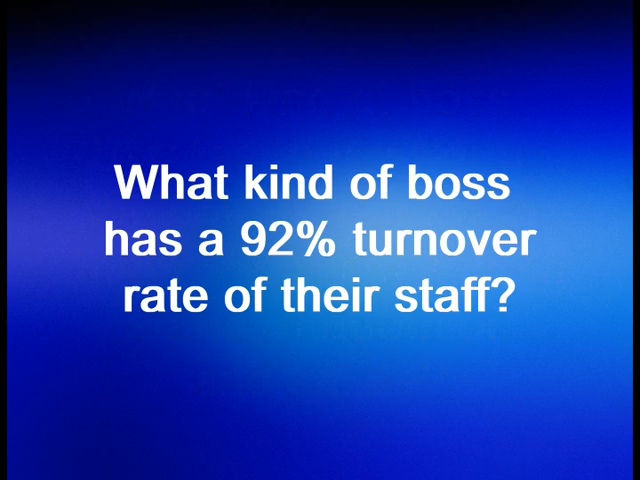 What kind of boss
has a 92% turnover
rate of their staff?